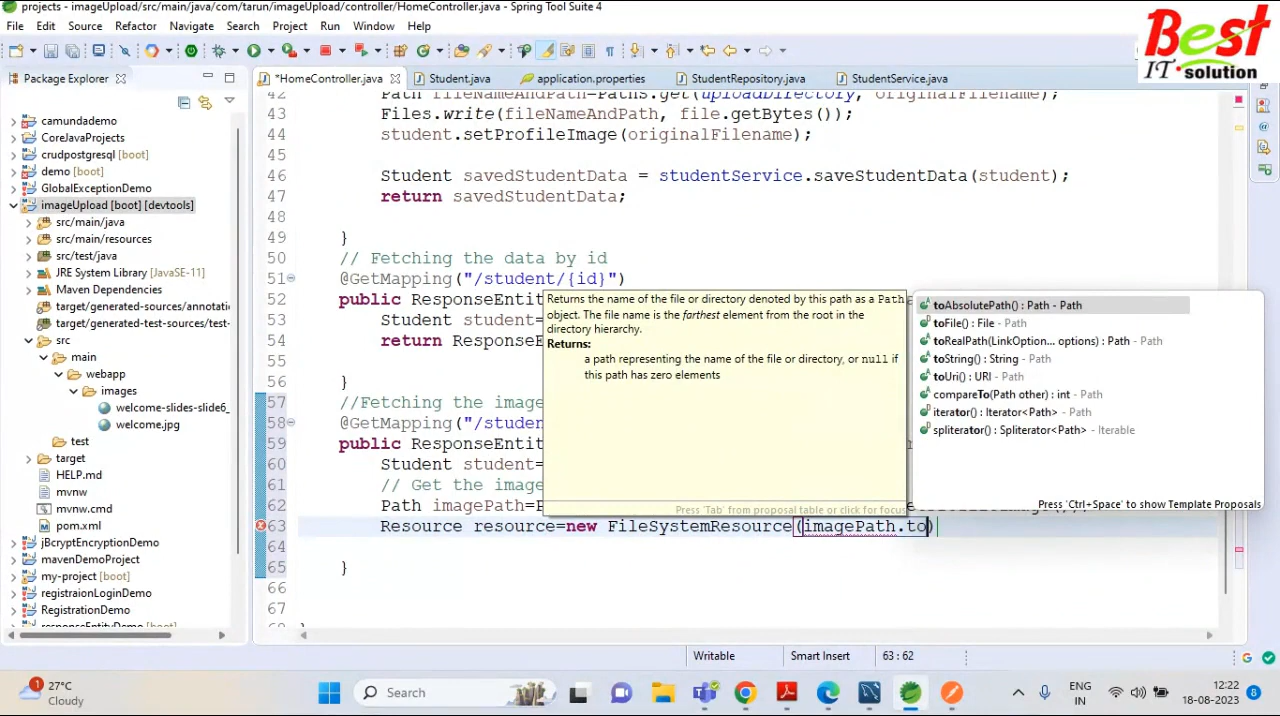 projects - imageUpload/src/main/java/com/tarun/imageUpload/controller/HomeController.java - Spring Tool Suite 4
Best
IT solution
File Edit Source Refactor Navigate Search Project Run Window Help
Package Explorer
*HomeController.java
Student.java
application.properties
StudentRepository.java
StudentService.java
camundademo
CoreJavaProjects
crudpostgresql [boot]
demo [boot]
GlobalExceptionDemo
imageUpload [boot] [devtools]
src/main/java
src/main/resources
src/test/java
JRE System Library [JavaSE-11]
Maven Dependencies
target/generated-sources/annotati
target/generated-test-sources/test-
src
main
webapp
images
welcome-slides-slide6_
welcome.jpg
test
target
HELP.md
mvnw
mvnw.cmd
pom.xml
jBcryptEncryptionDemo
mavenDemoProject
my-project [boot]
registraionLoginDemo
RegistrationDemo
responseEntityDemo [boot]
42 Path fileNameAndPath=Paths.get(uploadDirectory, originalFilename);
43 Files.write(fileNameAndPath, file.getBytes());
44 student.setProfileImage(originalFilename);
45
46 Student savedStudentData = studentService.saveStudentData(student);
47 return savedStudentData;
48
49 }
50 // Fetching the data by id
51 @GetMapping("/student/{id}")
52 public ResponseEntit
53 Student student=
54 return ResponseE
55
56 }
57 //Fetching the image
58 @GetMapping("/studen
59 public ResponseEntit
60 Student student=
61 // Get the image
62 Path imagePath=P
63 Resource resource=new FileSystemResource(imagePath.to)
64
65 }
66
67
Returns the name of the file or directory denoted by this path as a Path
object. The file name is the farthest element from the root in the
directory hierarchy.
Returns:
a path representing the name of the file or directory, or null if
this path has zero elements
Press 'Tab' from proposal table or click for focus
toAbsolutePath() : Path - Path
toFile() : File - Path
toRealPath(LinkOption... options) : Path - Path
toString() : String - Path
toUri() : URI - Path
compareTo(Path other) : int - Path
iterator() : Iterator<Path> - Path
spliterator() : Spliterator<Path> - Iterable
Press 'Ctrl+Space' to show Template Proposals
Writable
Smart Insert
63 : 62
1
27°C
Cloudy
Search
ENG
IN
12:22
18-08-2023
8